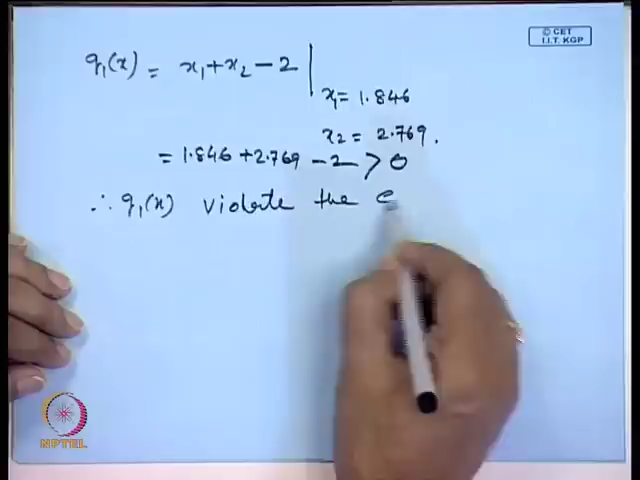 © CET
I.I.T. KGP
g₁(x) = x₁+x₂-2 |
x₁= 1.846
x₂ = 2.769.
= 1.846 +2.769 -2 > 0
∴ g₁(x) violate the c
NPTEL